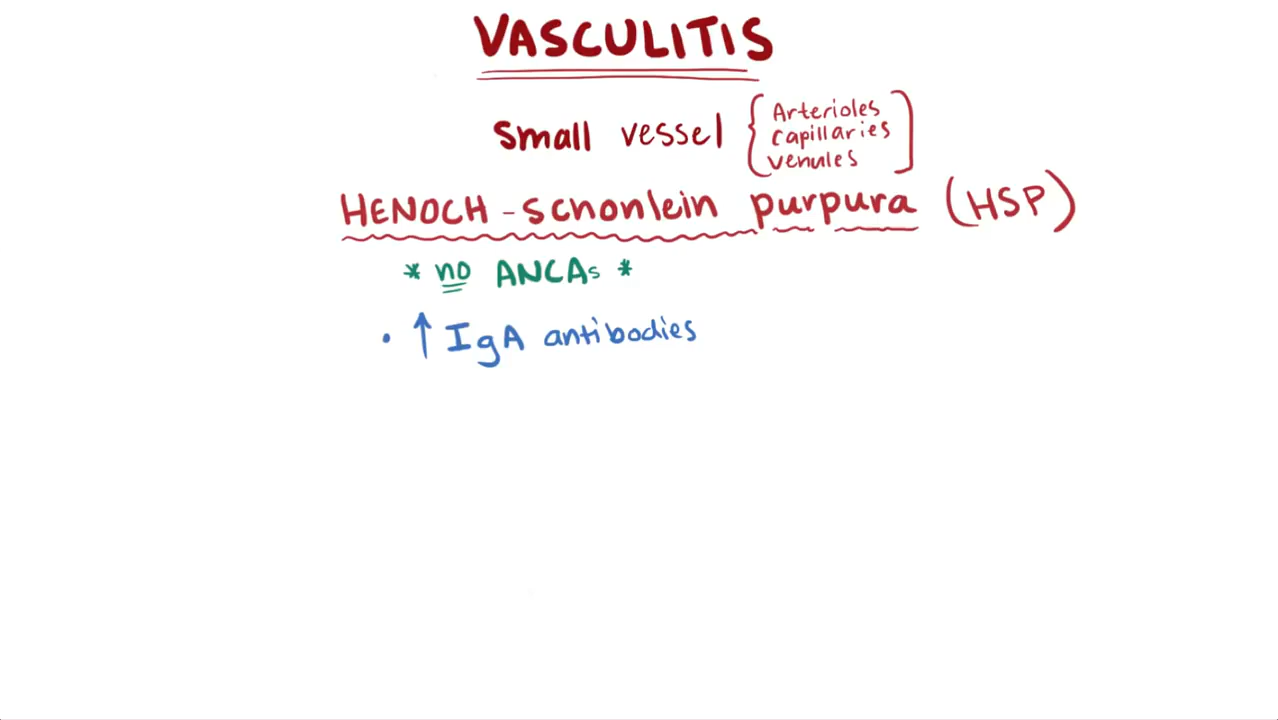 VASCULITIS
Small vessel { Arterioles
capillaries
venules ]
HENOCH-Schonlein purpura (HSP)
* no ANCAs *
• ↑ IgA antibodies